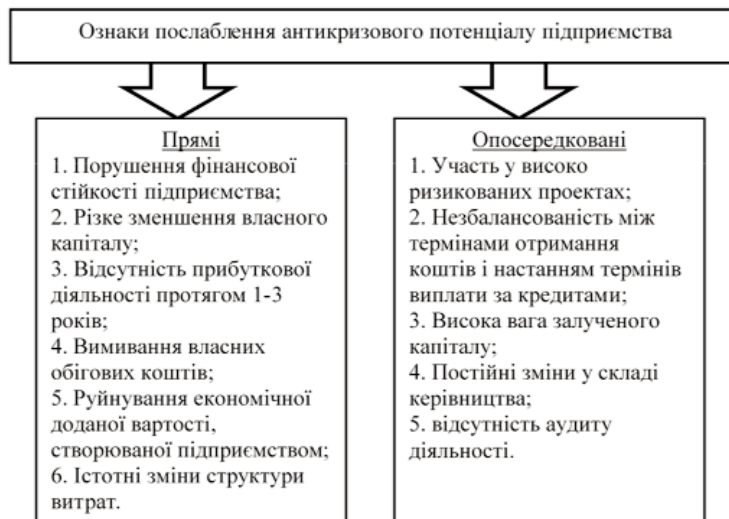 Ознаки послаблення антикризового потенціалу підприємства
Прямі
1. Порушення фінансової
стійкості підприємства;
2. Різке зменшення власного
капіталу;
3. Відсутність прибуткової
діяльності протягом 1-3
років;
4. Вимивання власних
обігових коштів;
5. Руйнування економічної
доданої вартості,
створюваної підприємством;
6. Істотні зміни структури
витрат.
Опосередковані
1. Участь у високо
ризикованих проектах;
2. Незбалансованість між
термінами отримання
коштів і настанням термінів
виплати за кредитами;
3. Висока вага залученого
капіталу;
4. Постійні зміни у складі
керівництва;
5. відсутність аудиту
діяльності.